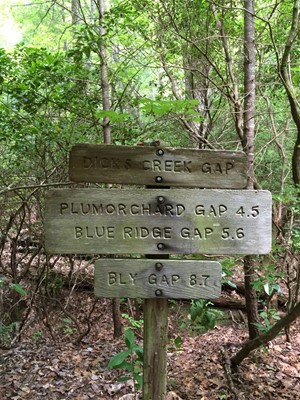 DICKS CREEK GAP
PLUMORCHARD GAP 4.5
BLUE RIDGE GAP 5.6
BLY GAP 8.7